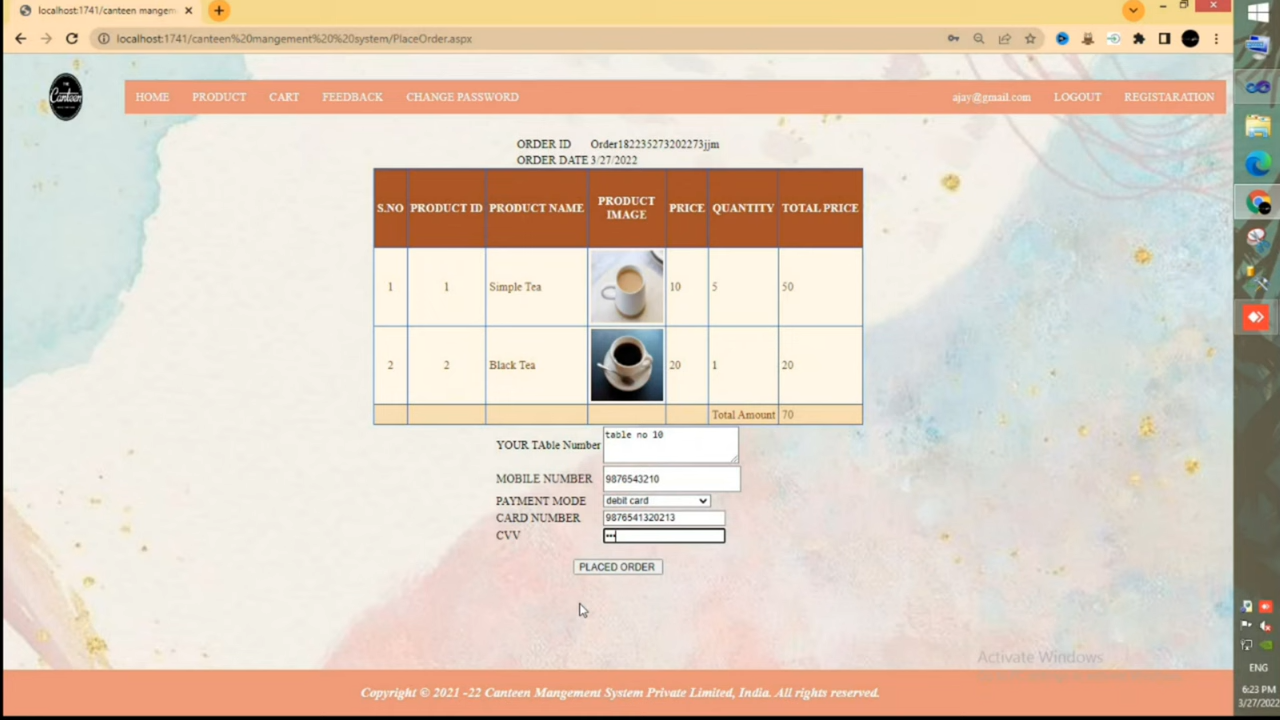 localhost:1741/canteen mangem
localhost:1741/canteen%20mangement%20%20system/PlaceOrder.aspx
Canteen
HOME PRODUCT CART FEEDBACK CHANGE PASSWORD ajay@gmail.com LOGOUT REGISTARATION
ORDER ID Order182235273202273jjm
ORDER DATE 3/27/2022
S.NO PRODUCT ID PRODUCT NAME PRODUCT IMAGE PRICE QUANTITY TOTAL PRICE
1 1 Simple Tea 10 5 50
2 2 Black Tea 20 1 20
Total Amount 70
YOUR TAble Number table no 10
MOBILE NUMBER 9876543210
PAYMENT MODE debit card
CARD NUMBER 9876541320213
CVV •••
PLACED ORDER
Activate Windows
Copyright © 2021 -22 Canteen Mangement System Private Limited, India. All rights reserved.
ENG
6:23 PM
3/27/2022